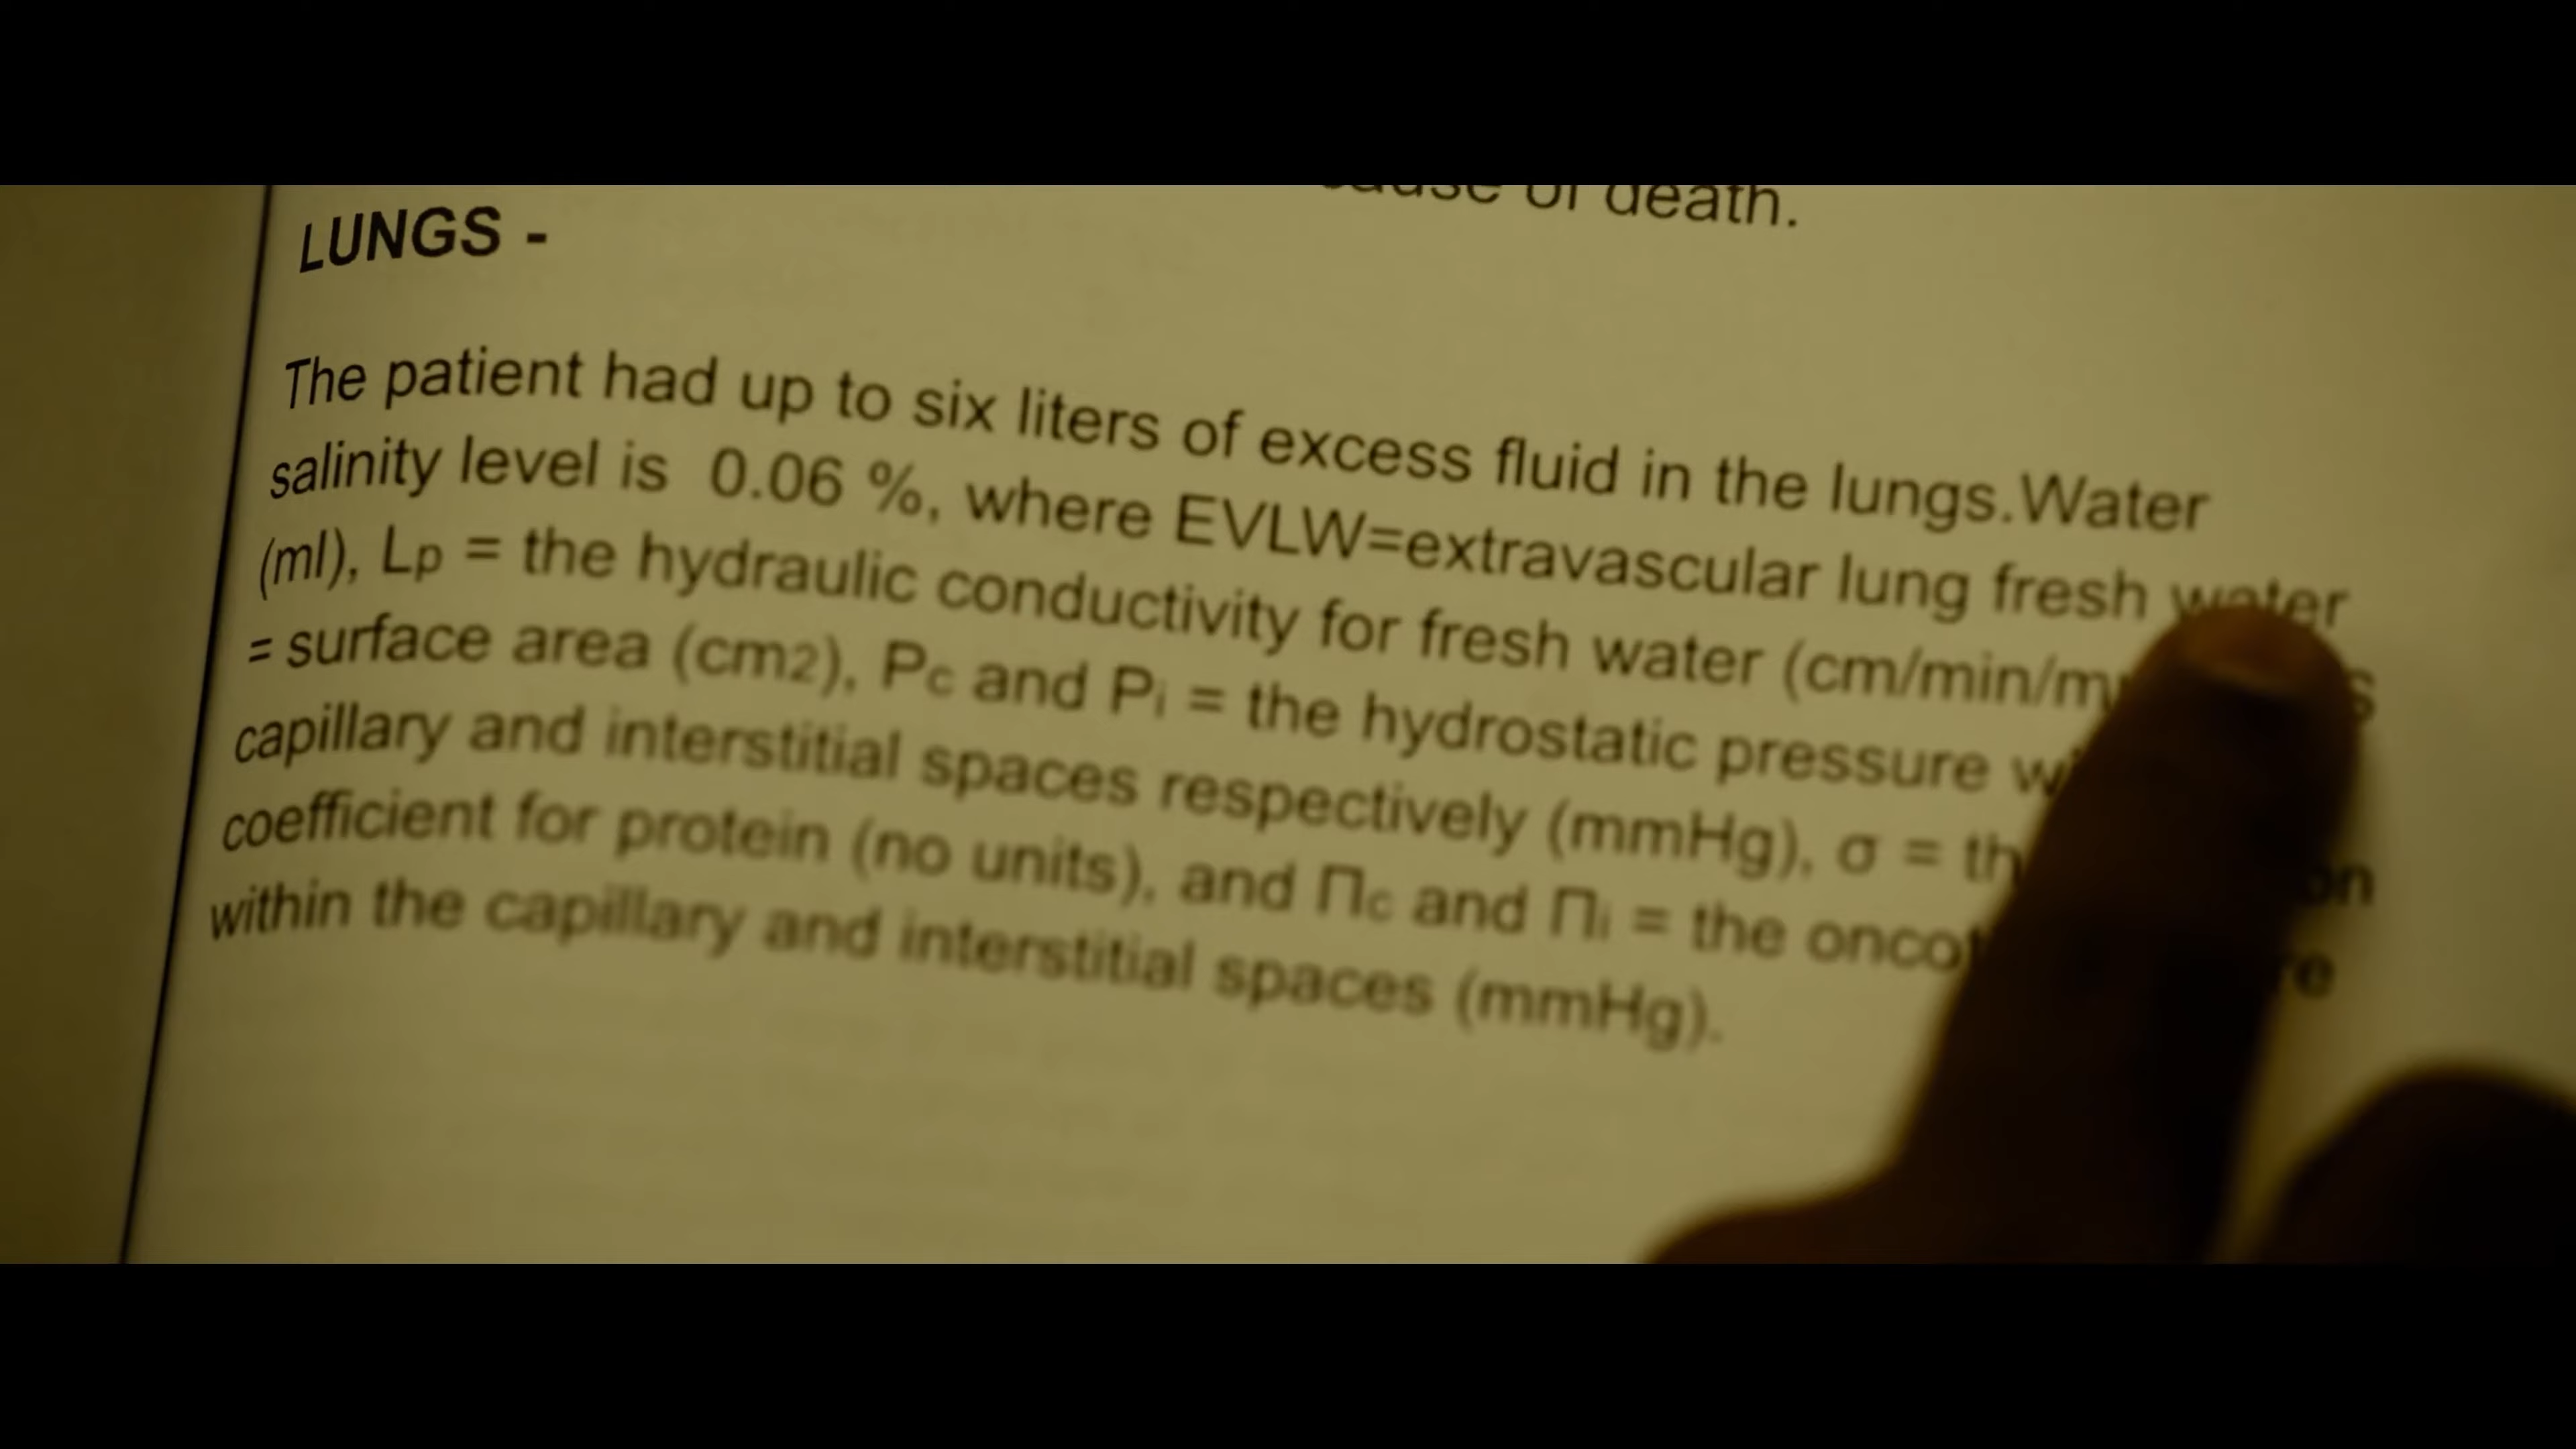 cause of death.
LUNGS -
The patient had up to six liters of excess fluid in the lungs.Water
salinity level is 0.06 %, where EVLW=extravascular lung fresh water
(ml), Lp = the hydraulic conductivity for fresh water (cm/min/m S
= surface area (cm2), Pc and Pi = the hydrostatic pressure
capillary and interstitial spaces respectively (mmHg), σ =
coefficient for protein (no units), and Πc and Πi = the
within the capillary and interstitial spaces (mmHg).